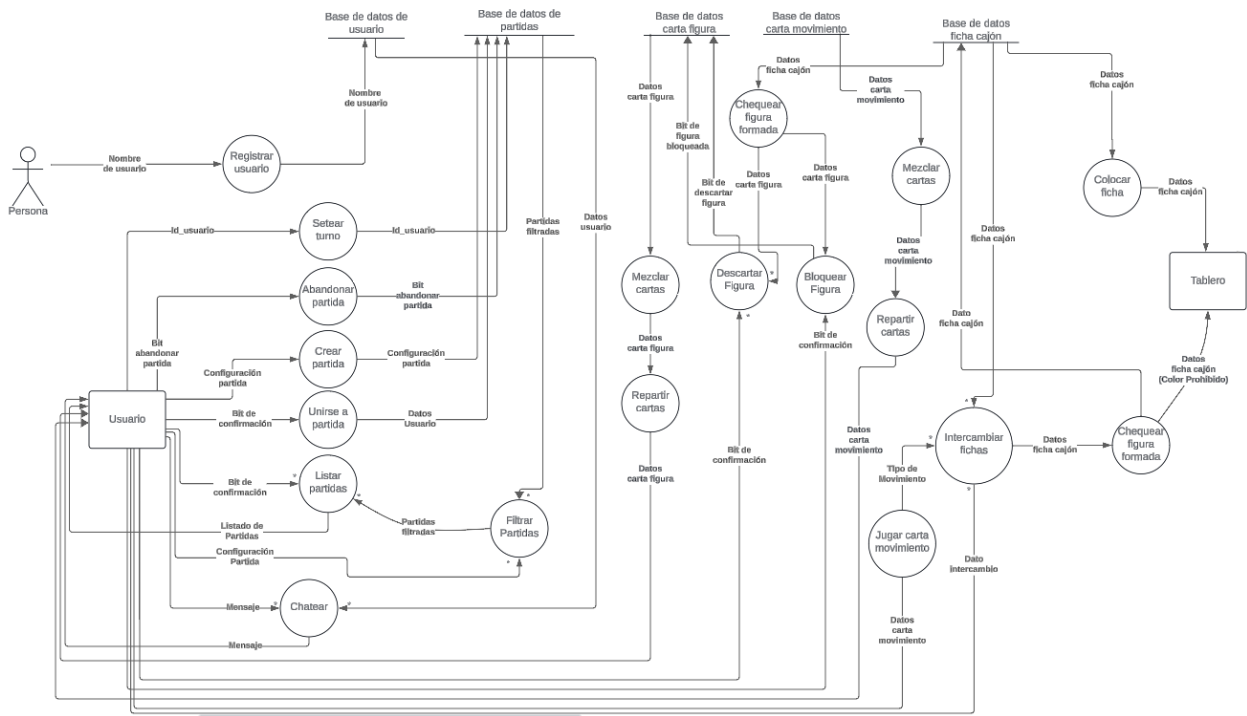 Base de datos de
usuario
Base de datos de
partidas
Base de datos
carta figura
Base de datos
carta movimiento
Base de datos
ficha cajón
Datos
ficha cajón
Datos
carta figura
Datos
carta
movimiento
Datos
ficha cajón
Nombre
de usuario
Chequear
figura
formada
Bit de
figura
bloqueada
Persona
Nombre
de usuario
Registrar
usuario
Datos
carta figura
Datos
carta figura
Mezclar
cartas
Colocar
ficha
Datos
ficha cajón
Bit de
descartar
figura
Id_usuario
Setear
turno
Id_usuario
Partidas
filtradas
Datos
usuario
Datos
ficha cajón
Datos
carta
movimiento
Mezclar
cartas
Descartar
Figura
*
Bloquear
Figura
Tablero
Abandonar
partida
Bit
abandonar
partida
*
Repartir
cartas
Dato
ficha cajón
Bit
abandonar
partida
Crear
partida
Configuración
partida
Datos
carta figura
Bit de
confirmación
Configuración
partida
Datos
ficha cajón
(Color Prohibido)
Repartir
cartas
*
Usuario
Bit de
confirmación
Unirse a
partida
Datos
Usuario
Datos
carta
movimiento
*
Intercambiar
fichas
Datos
ficha cajón
Chequear
figura
formada
Bit de
confirmación
Tipo de
Movimiento
Bit de
confirmación
*
Listar
partidas
*
Datos
carta figura
*
*
Listado de
Partidas
Partidas
filtradas
Filtrar
Partidas
Jugar carta
movimiento
Configuración
Partida
*
Dato
intercambio
Mensaje
*
Chatear
*
Datos
carta
movimiento
Mensaje